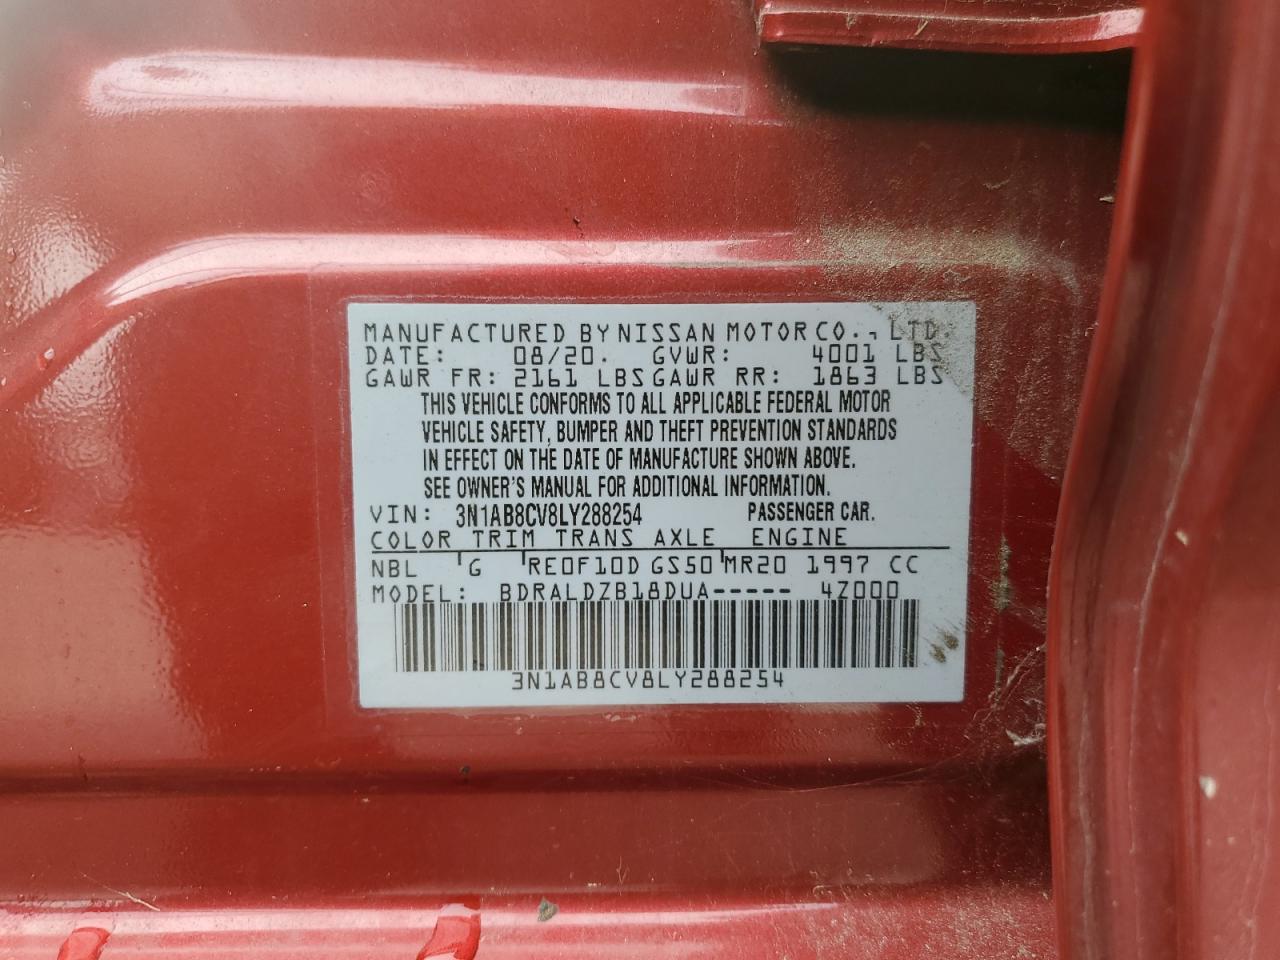 MANUFACTURED BY NISSAN MOTOR CO., LTD.
DATE: 08/20. GVWR: 4001 LBS
GAWR FR: 2161 LBS GAWR RR: 1863 LBS
THIS VEHICLE CONFORMS TO ALL APPLICABLE FEDERAL MOTOR
VEHICLE SAFETY, BUMPER AND THEFT PREVENTION STANDARDS
IN EFFECT ON THE DATE OF MANUFACTURE SHOWN ABOVE.
SEE OWNER'S MANUAL FOR ADDITIONAL INFORMATION.
VIN: 3N1AB8CV8LY288254 PASSENGER CAR.
COLOR TRIM TRANS AXLE ENGINE
NBL G RE0F10D GS50 MR20 1997 CC
MODEL: BDRALDZB18DUA----- 4Z000
3N1AB8CV8LY288254